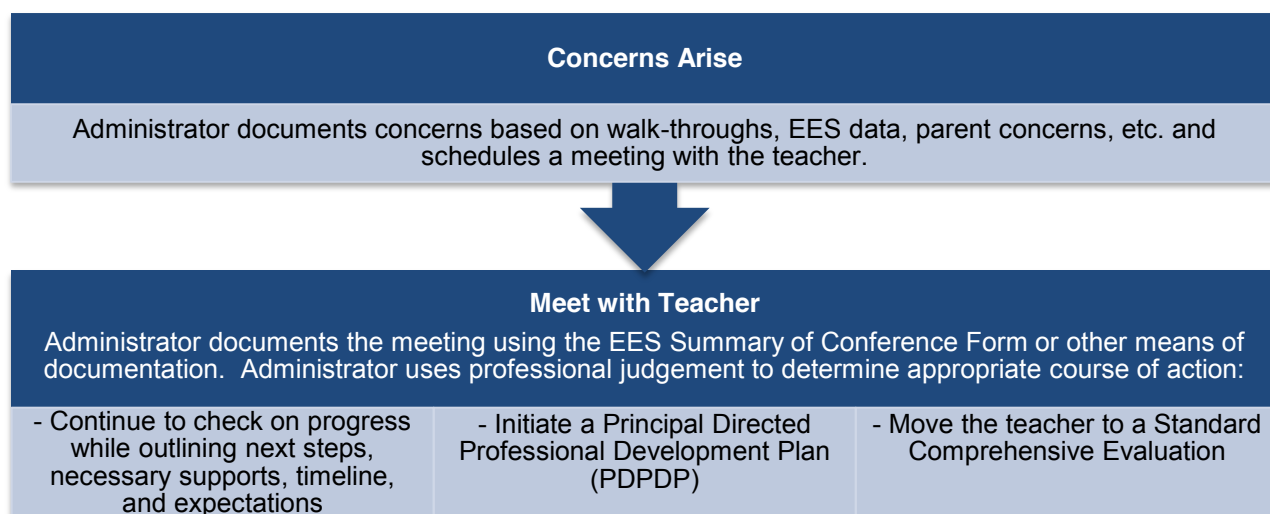 Concerns Arise
Administrator documents concerns based on walk-throughs, EES data, parent concerns, etc. and
schedules a meeting with the teacher.
Meet with Teacher
Administrator documents the meeting using the EES Summary of Conference Form or other means of
documentation.  Administrator uses professional judgement to determine appropriate course of action:
- Continue to check on progress
while outlining next steps,
necessary supports, timeline,
and expectations
- Initiate a Principal Directed
Professional Development Plan
(PDPDP)
- Move the teacher to a Standard
Comprehensive Evaluation